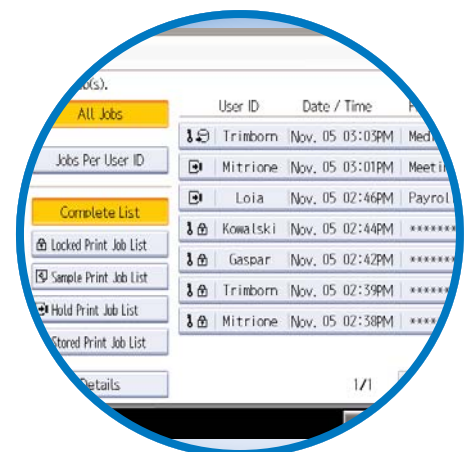 All Jobs
Jobs Per User ID
Complete List
Locked Print Job List
Sample Print Job List
Hold Print Job List
Stored Print Job List
Details
User ID Date / Time
Trimborn Nov. 05 03:03PM Med
Mitrione Nov. 05 03:01PM Meetin
Loia Nov. 05 02:46PM Payrol
Kowalski Nov. 05 02:44PM *******
Gaspar Nov. 05 02:42PM *******
Trimborn Nov. 05 02:39PM *****
Mitrione Nov. 05 02:38PM ****
1/1